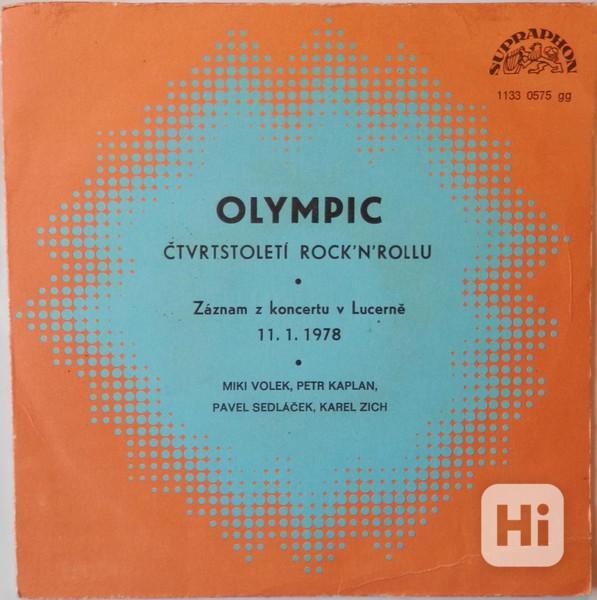 SUPRAPHON
1133 0575 gg
OLYMPIC
ČTVRTSTOLETÍ ROCK'N'ROLLU
•
Záznam z koncertu v Lucerně
11. 1. 1978
•
MIKI VOLEK, PETR KAPLAN,
PAVEL SEDLÁČEK, KAREL ZICH
Hi